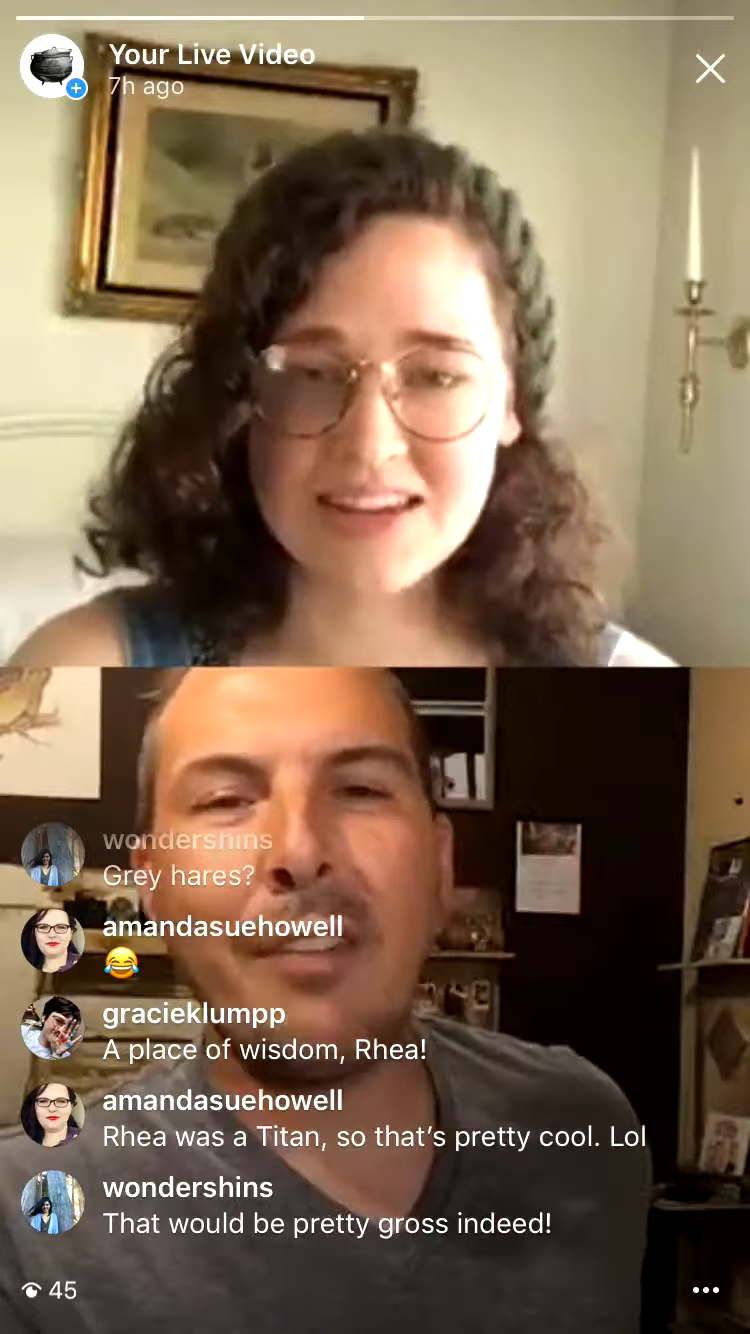 Your Live Video
7h ago
wondershins
Grey hares?
amandasuehowell
😂
gracieklumpp
A place of wisdom, Rhea!
amandasuehowell
Rhea was a Titan, so that’s pretty cool. Lol
wondershins
That would be pretty gross indeed!
45